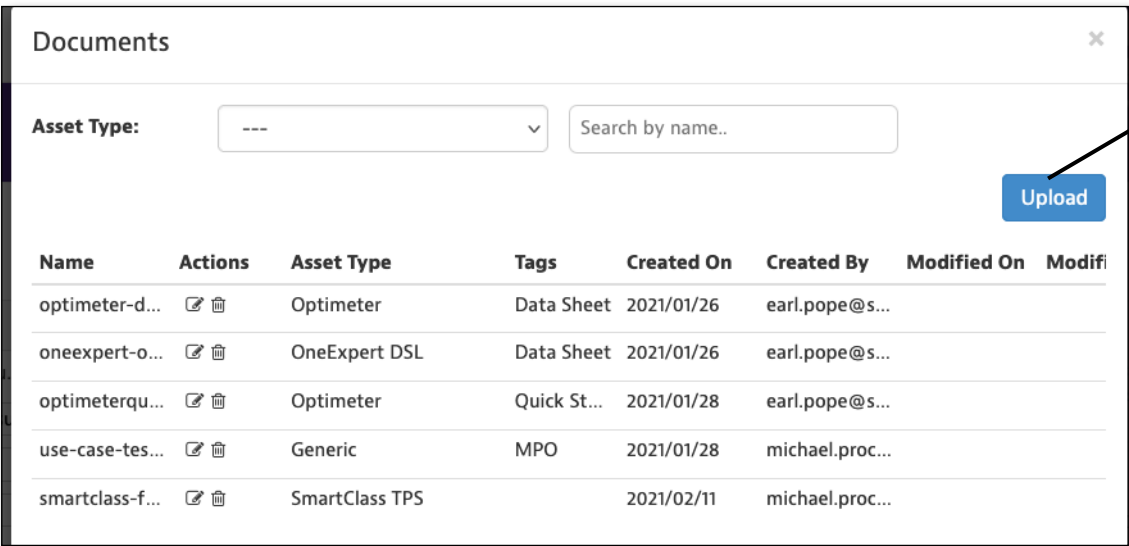 Documents ×
Asset Type: --- Search by name..
Upload
Name Actions Asset Type Tags Created On Created By Modified On Modifi
optimeter-d... Optimeter Data Sheet 2021/01/26 earl.pope@s...
oneexpert-o... OneExpert DSL Data Sheet 2021/01/26 earl.pope@s...
optimeterqu... Optimeter Quick St... 2021/01/28 earl.pope@s...
use-case-tes... Generic MPO 2021/01/28 michael.proc...
smartclass-f... SmartClass TPS 2021/02/11 michael.proc...